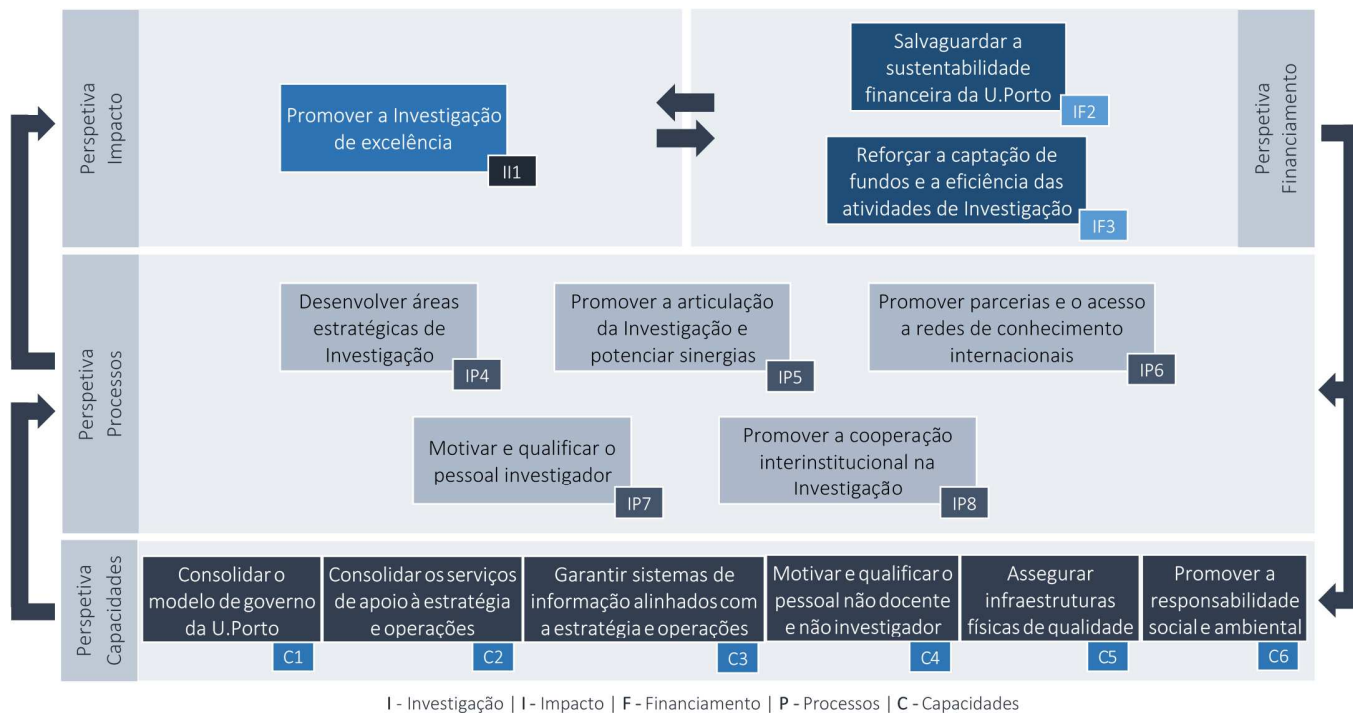 Perspetiva
Impacto
Promover a Investigação
de excelência
II1
Salvaguardar a
sustentabilidade
financeira da U.Porto
IF2
Reforçar a captação de
fundos e a eficiência das
atividades de Investigação
IF3
Perspetiva
Financiamento
Perspetiva
Processos
Desenvolver áreas
estratégicas de
Investigação
IP4
Promover a articulação
da Investigação e
potenciar sinergias
IP5
Promover parcerias e o acesso
a redes de conhecimento
internacionais
IP6
Motivar e qualificar o
pessoal investigador
IP7
Promover a cooperação
interinstitucional na
Investigação
IP8
Perspetiva
Capacidades
Consolidar o
modelo de governo
da U.Porto
C1
Consolidar os serviços
de apoio à estratégia
e operações
C2
Garantir sistemas de
informação alinhados com
a estratégia e operações
C3
Motivar e qualificar o
pessoal não docente
e não investigador
C4
Assegurar
infraestruturas
físicas de qualidade
C5
Promover a
responsabilidade
social e ambiental
C6
I - Investigação | I - Impacto | F - Financiamento | P - Processos | C - Capacidades